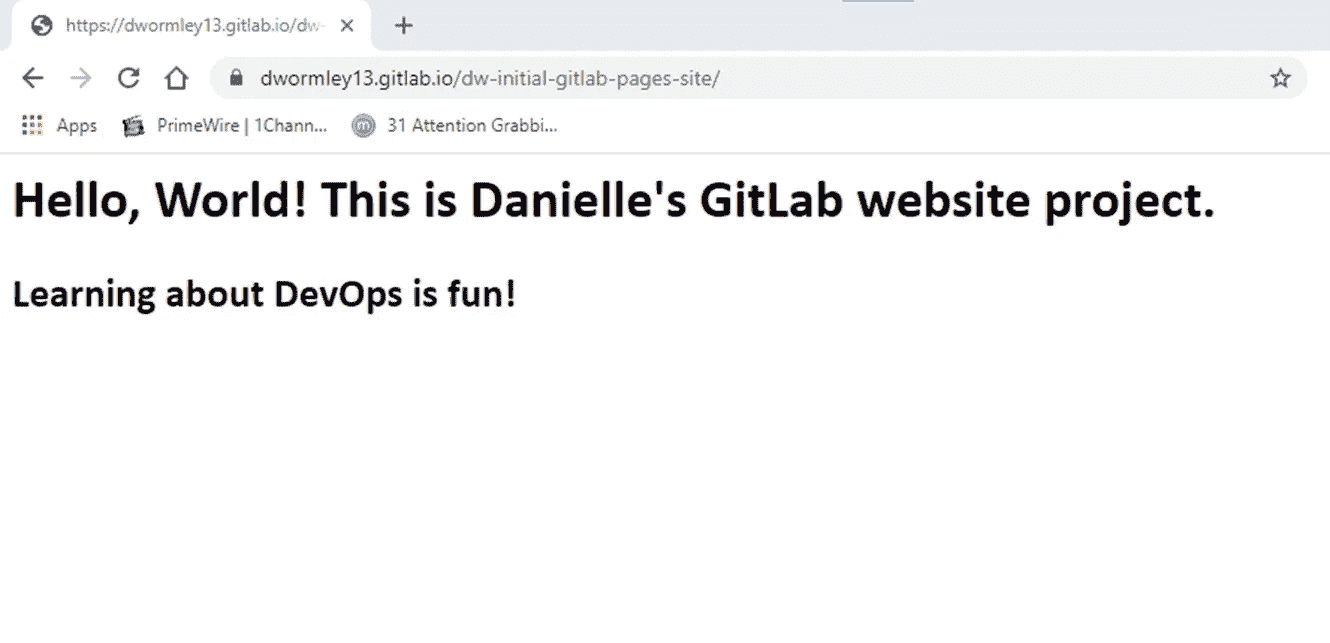 https://dwormley13.gitlab.io/dw-
dwormley13.gitlab.io/dw-initial-gitlab-pages-site/
Apps PrimeWire | 1Chann... 31 Attention Grabbi...
Hello, World! This is Danielle's GitLab website project.
Learning about DevOps is fun!